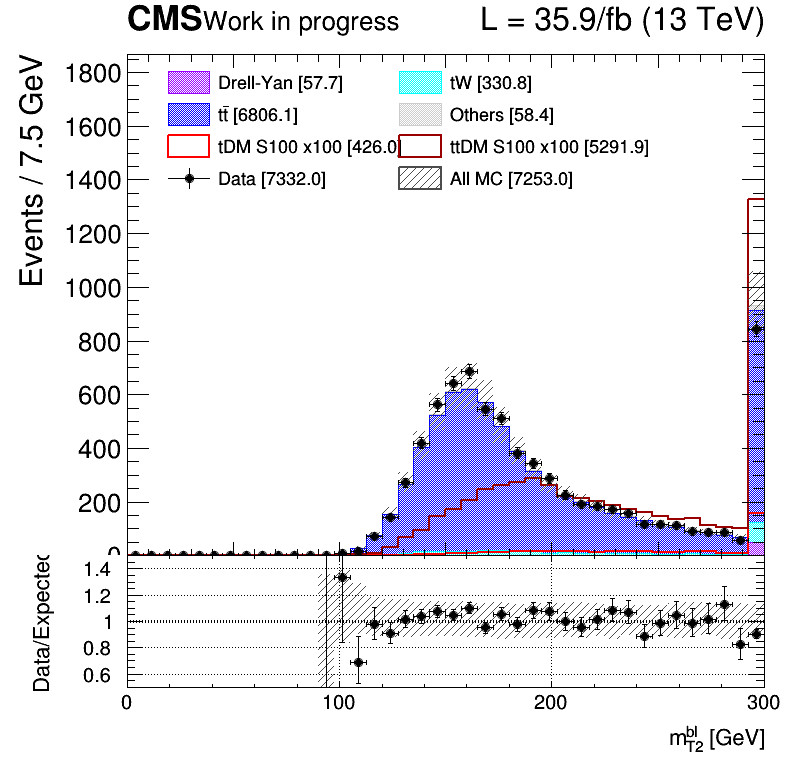 CMS Work in progress L = 35.9/fb (13 TeV)
Events / 7.5 GeV
1800
1600
1400
1200
1000
800
600
400
200
0
Drell-Yan [57.7] tW [330.8]
tt̄ [6806.1] Others [58.4]
tDM S100 x100 [426.0] ttDM S100 x100 [5291.9]
Data [7332.0] All MC [7253.0]
Data/Expected
1.4
1.2
1
0.8
0.6
0 100 200 300
m_{T2}^{bl} [GeV]